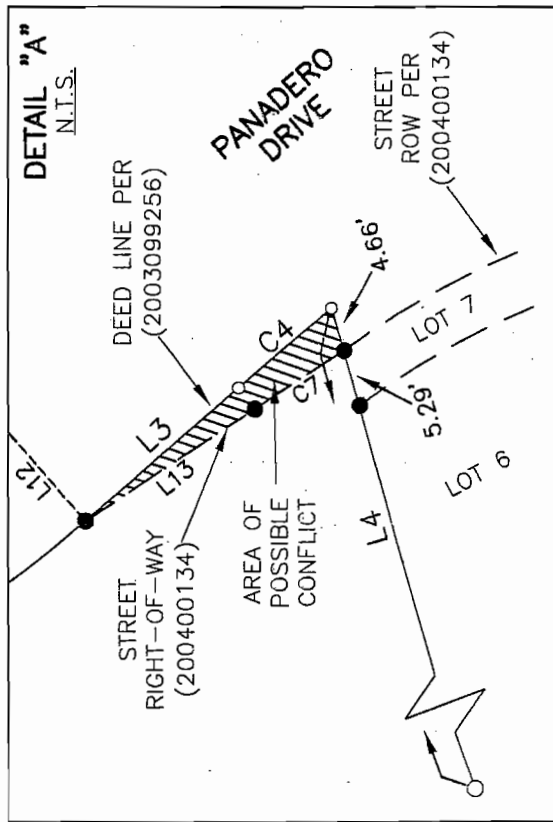 DETAIL "A"
N.T.S.
PANADERO
DRIVE
DEED LINE PER
(2003099256)
STREET
ROW PER
(200400134)
L12
L3
C4
4.66'
L13
C7
LOT 7
5.29'
STREET
RIGHT-OF-WAY
(200400134)
AREA OF
POSSIBLE
CONFLICT
L4
LOT 6